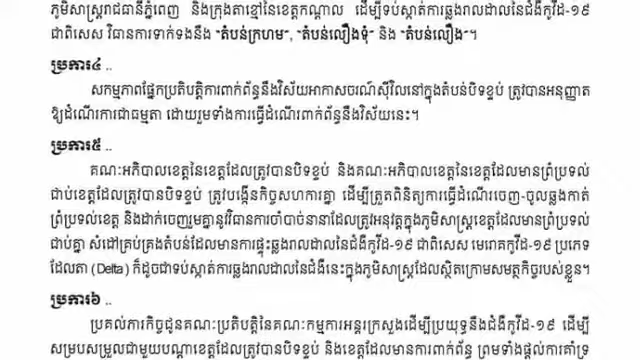 ភូមិសាស្ត្ររាជធានីភ្នំពេញ និងក្រុងតាខ្មៅនៃខេត្តកណ្តាល ដើម្បីទប់ស្កាត់ការឆ្លងរាលដាលនៃជំងឺកូវីដ-១៩
ជាពិសេស វិធានការទាក់ទងនឹង "តំបន់ក្រហម", "តំបន់លឿងទុំ" និង "តំបន់លឿង"។
ប្រការ៤ ..
សកម្មភាពផ្នែកប្រតិបត្តិការពាក់ព័ន្ធនឹងវិស័យអាកាសចរណ៍ស៊ីវិលនៅក្នុងតំបន់បិទខ្ទប់ ត្រូវបានអនុញ្ញាត
ឱ្យដំណើរការជាធម្មតា ដោយរួមទាំងការធ្វើដំណើរពាក់ព័ន្ធនឹងវិស័យនេះ។
ប្រការ៥ ..
គណៈអភិបាលខេត្តនៃខេត្តដែលត្រូវបានបិទខ្ទប់ និងគណៈអភិបាលខេត្តនៃខេត្តដែលមានព្រំប្រទល់
ជាប់ខេត្តដែលត្រូវបានបិទខ្ទប់ ត្រូវបង្កើនកិច្ចសហការគ្នា ដើម្បីត្រួតពិនិត្យការធ្វើដំណើរចេញ-ចូលឆ្លងកាត់
ព្រំប្រទល់ខេត្ត និងដាក់ចេញរួមគ្នានូវវិធានការចាំបាច់នានាដែលត្រូវអនុវត្តក្នុងភូមិសាស្ត្រខេត្តដែលមានព្រំប្រទល់
ជាប់គ្នា សំដៅគ្រប់គ្រងតំបន់ដែលមានការផ្ទុះឆ្លងរាលដាលនៃជំងឺកូវីដ-១៩ ជាពិសេស មេរោគកូវីដ-១៩ ប្រភេទ
ដែលតា (Delta) ក៏ដូចជាទប់ស្កាត់ការឆ្លងរាលដាលនៃជំងឺនេះក្នុងភូមិសាស្ត្រដែលស្ថិតក្រោមសមត្ថកិច្ចរបស់ខ្លួន។
ប្រការ៦ ..
ប្រគល់ភារកិច្ចជូនគណៈប្រតិបត្តិនៃគណៈកម្មការអន្តរក្រសួងដើម្បីប្រយុទ្ធនឹងជំងឺកូវីដ-១៩ ដើម្បី
សម្របសម្រួលជាមួយបណ្តាខេត្តដែលត្រូវបានបិទខ្ទប់ និងខេត្តដែលមានការពាក់ព័ន្ធ ព្រមទាំងផ្តល់ការគាំទ្រ